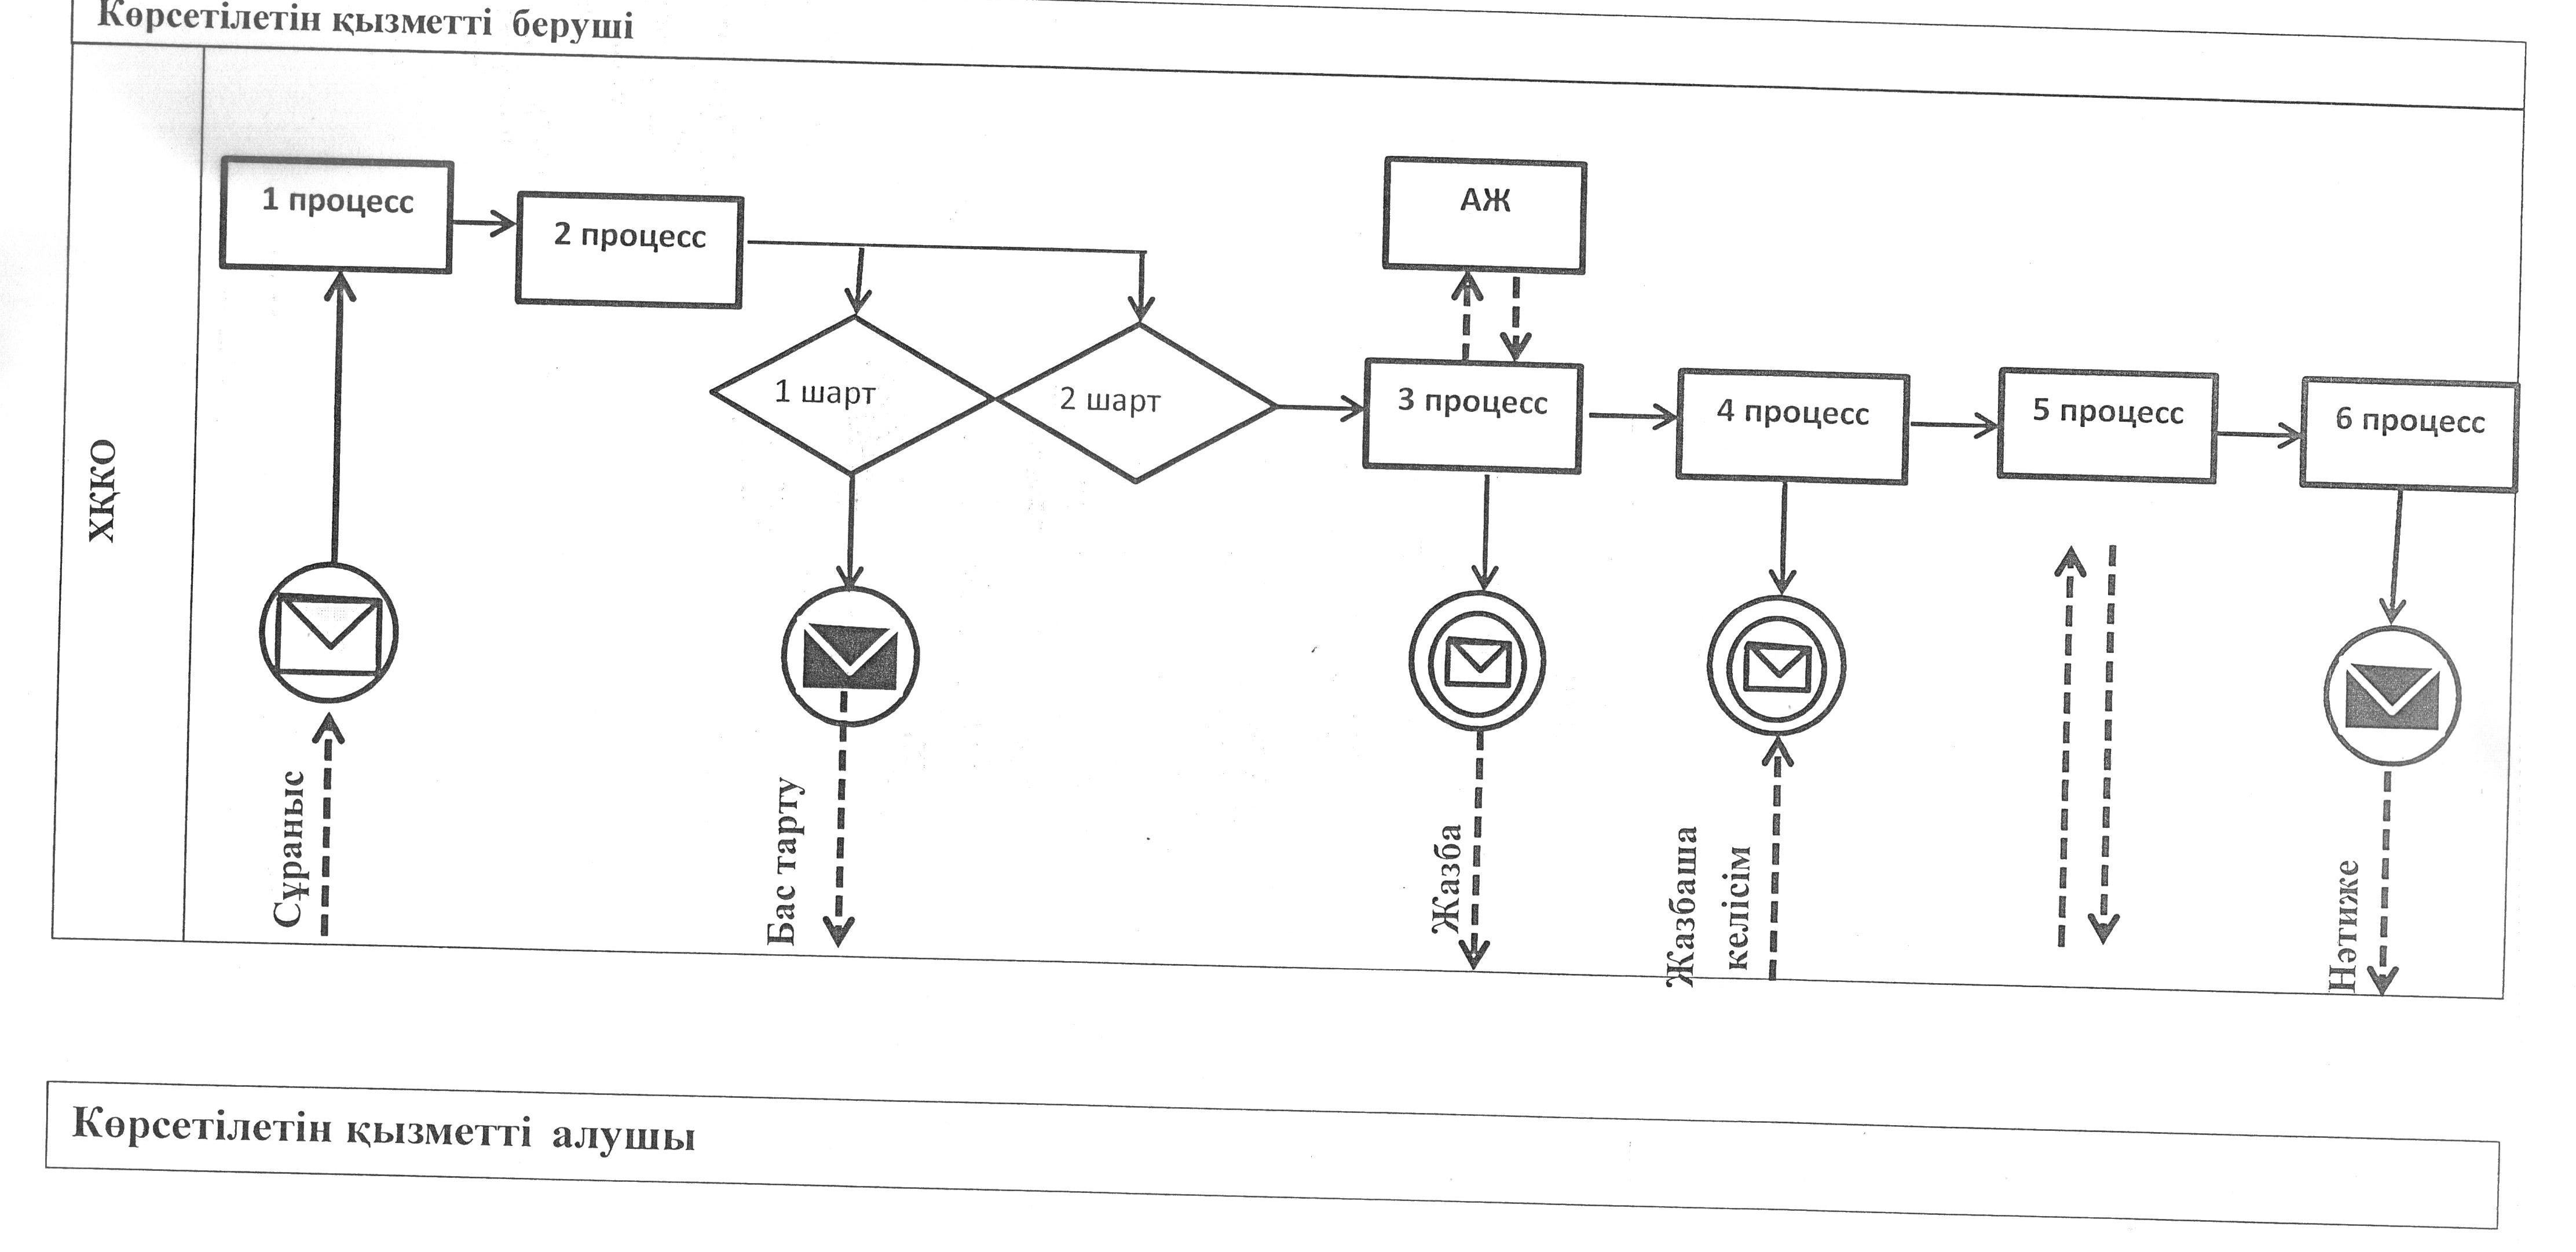 Көрсетілетін қызметті беруші
ХҚКО
1 процесс
2 процесс
1 шарт
2 шарт
АЖ
3 процесс
4 процесс
5 процесс
6 процесс
Сұраныс
Бас тарту
Жазба
Жазбаша
келісім
Нәтиже
Көрсетілетін қызметті алушы